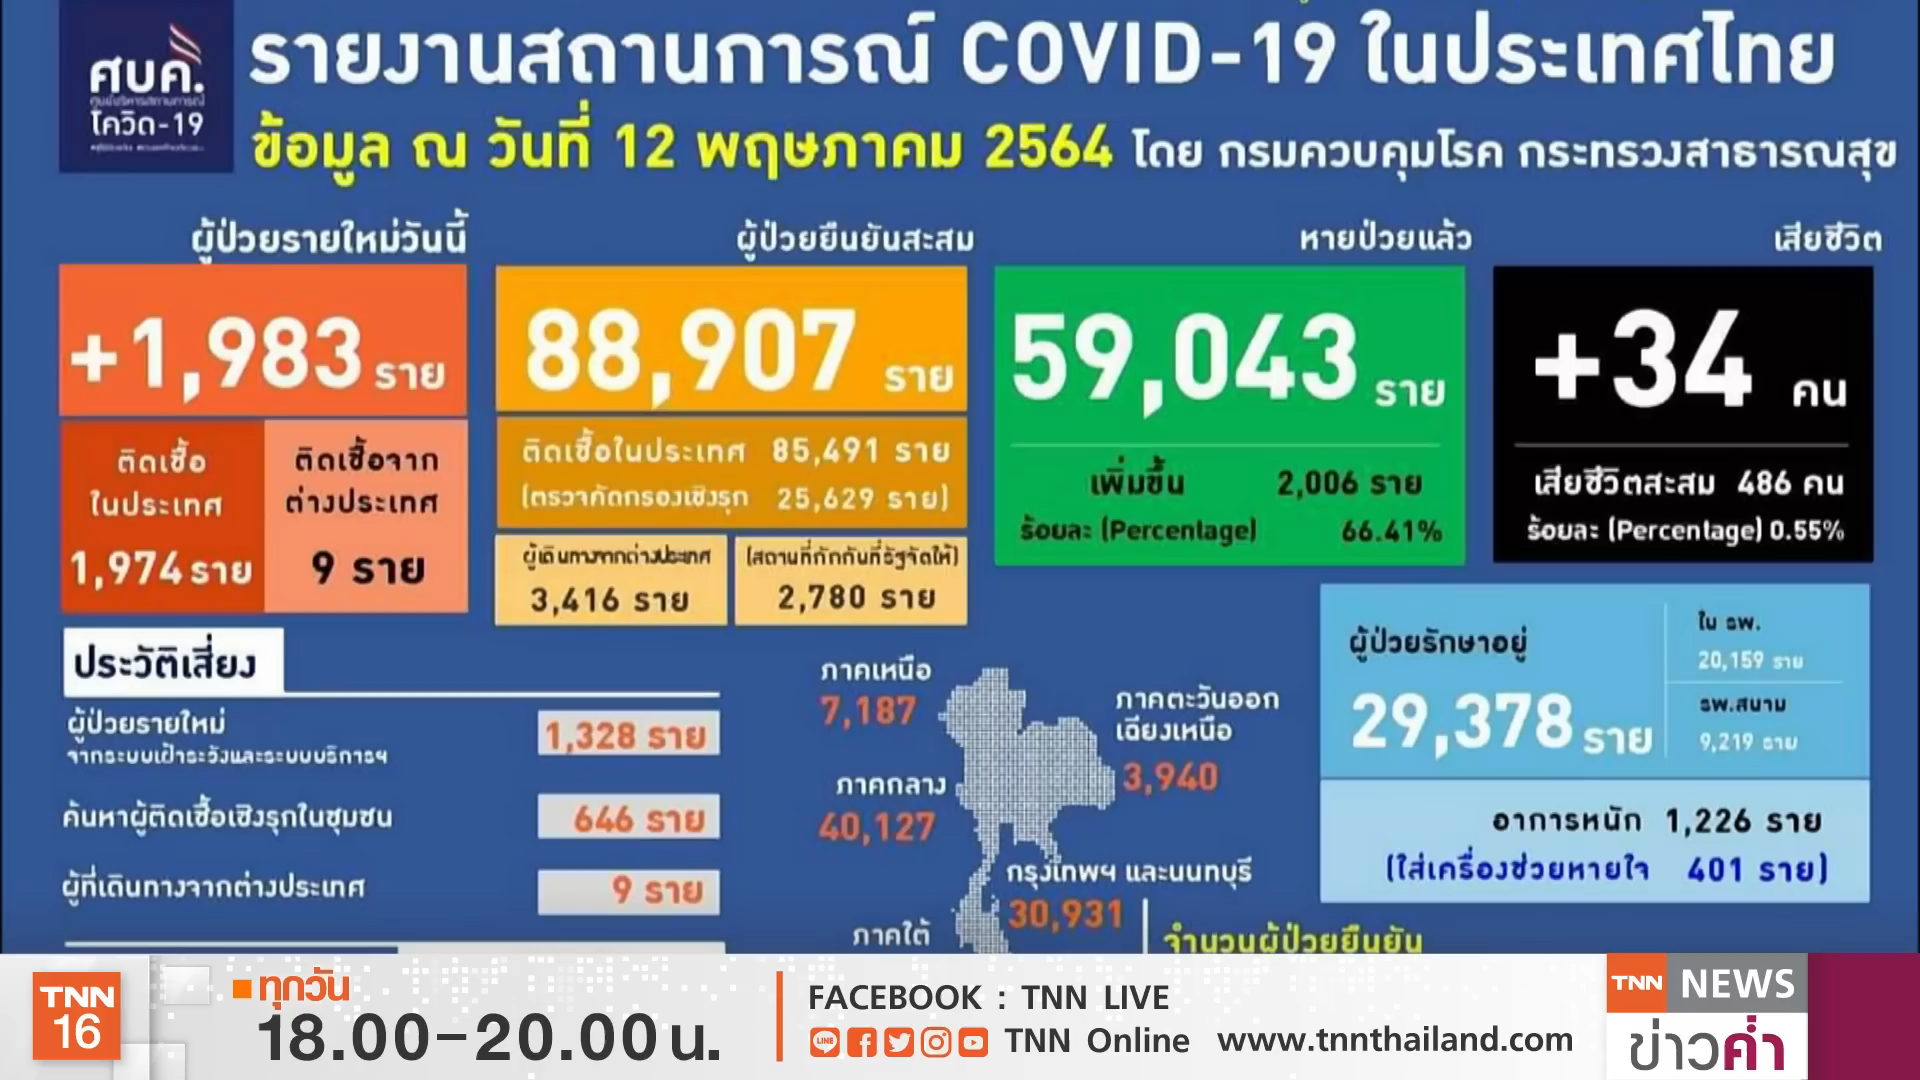 ศบค.
ศูนย์บริหารสถานการณ์
โควิด-19
รายงานสถานการณ์ COVID-19 ในประเทศไทย
ข้อมูล ณ วันที่ 12 พฤษภาคม 2564 โดย กรมควบคุมโรค กระทรวงสาธารณสุข
ผู้ป่วยรายใหม่วันนี้
+1,983 ราย
ติดเชื้อ
ในประเทศ
1,974 ราย
ติดเชื้อจาก
ต่างประเทศ
9 ราย
ผู้ป่วยยืนยันสะสม
88,907 ราย
ติดเชื้อในประเทศ 85,491 ราย
(ตรวจคัดกรองเชิงรุก 25,629 ราย)
ผู้เดินทางจากต่างประเทศ
3,416 ราย
(สถานที่กักกันที่รัฐจัดให้)
2,780 ราย
หายป่วยแล้ว
59,043 ราย
เพิ่มขึ้น 2,006 ราย
ร้อยละ (Percentage) 66.41%
เสียชีวิต
+34 คน
เสียชีวิตสะสม 486 คน
ร้อยละ (Percentage) 0.55%
ประวัติเสี่ยง
ผู้ป่วยรายใหม่
จากระบบเฝ้าระวังและระบบบริการฯ
1,328 ราย
ค้นหาผู้ติดเชื้อเชิงรุกในชุมชน 646 ราย
ผู้ที่เดินทางจากต่างประเทศ 9 ราย
ภาคเหนือ
7,187
ภาคตะวันออก
เฉียงเหนือ
3,940
ภาคกลาง
40,127
กรุงเทพฯ และนนทบุรี
30,931
ภาคใต้
จำนวนผู้ป่วยยืนยัน
ผู้ป่วยรักษาอยู่
29,378 ราย
ใน รพ.
20,159 ราย
รพ.สนาม
9,219 ราย
อาการหนัก 1,226 ราย
(ใส่เครื่องช่วยหายใจ 401 ราย)
TNN
16
ทุกวัน
18.00-20.00 น.
FACEBOOK : TNN LIVE
LINE
TNN Online www.tnnthailand.com
TNN NEWS
ข่าวค่ำ